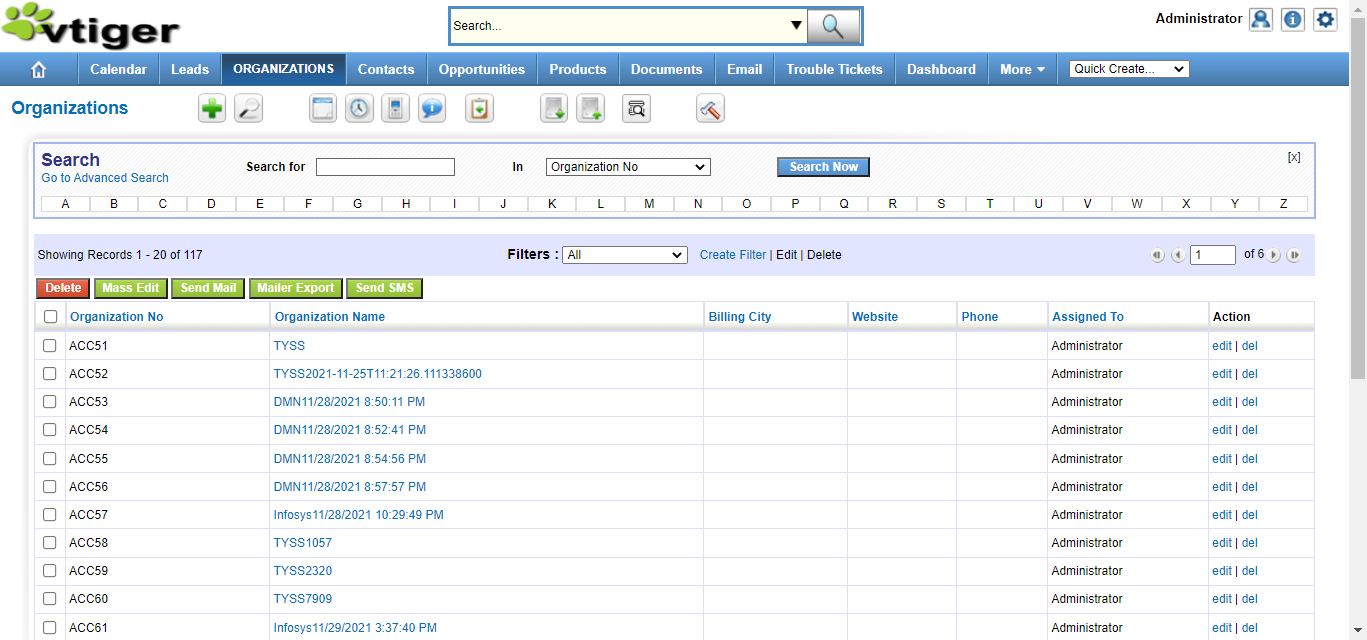 vtiger
Search...
Administrator
Calendar Leads ORGANIZATIONS Contacts Opportunities Products Documents Email Trouble Tickets Dashboard More Quick Create...
Organizations
Search
Go to Advanced Search
Search for In Organization No Search Now [x]
A B C D E F G H I J K L M N O P Q R S T U V W X Y Z
Showing Records 1 - 20 of 117 Filters : All Create Filter | Edit | Delete 1 of 6
Delete Mass Edit Send Mail Mailer Export Send SMS
Organization No Organization Name Billing City Website Phone Assigned To Action
ACC51 TYSS Administrator edit | del
ACC52 TYSS2021-11-25T11:21:26.111338600 Administrator edit | del
ACC53 DMN11/28/2021 8:50:11 PM Administrator edit | del
ACC54 DMN11/28/2021 8:52:41 PM Administrator edit | del
ACC55 DMN11/28/2021 8:54:56 PM Administrator edit | del
ACC56 DMN11/28/2021 8:57:57 PM Administrator edit | del
ACC57 Infosys11/28/2021 10:29:49 PM Administrator edit | del
ACC58 TYSS1057 Administrator edit | del
ACC59 TYSS2320 Administrator edit | del
ACC60 TYSS7909 Administrator edit | del
ACC61 Infosys11/29/2021 3:37:40 PM Administrator edit | del